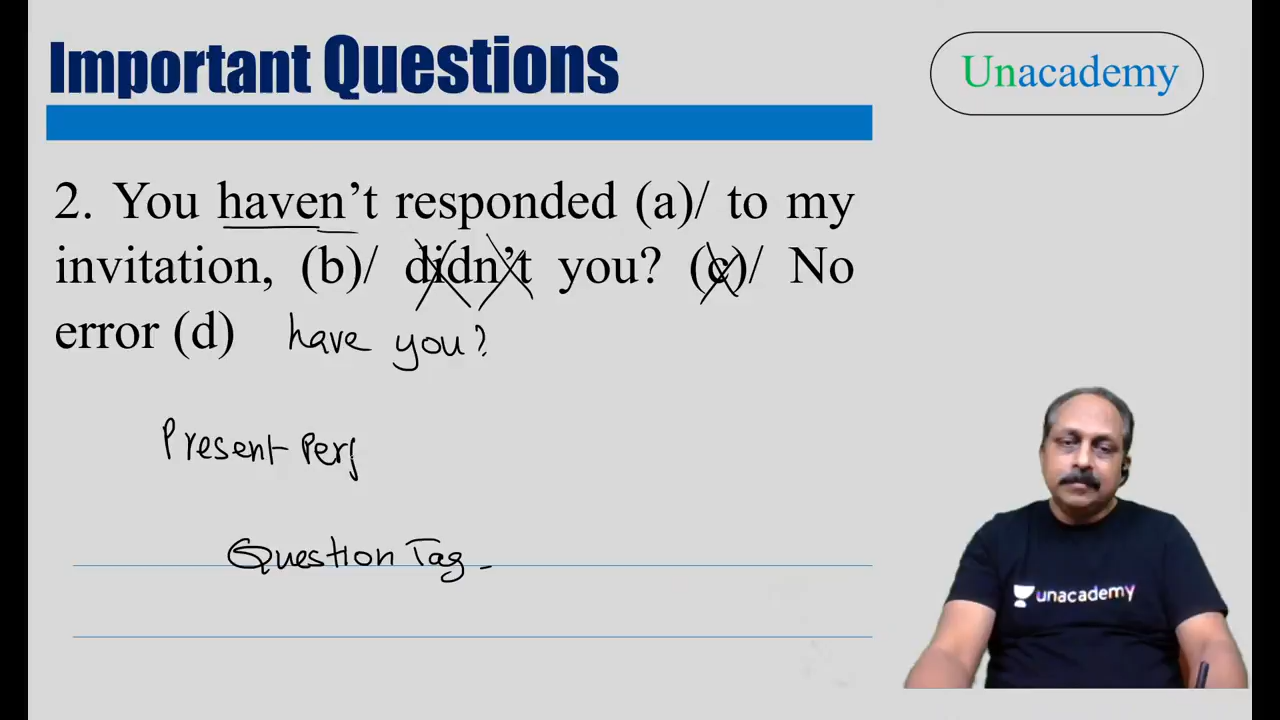 Important Questions
Unacademy
2. You haven't responded (a)/ to my
invitation, (b)/ didn't you? (c)/ No
error (d)
have you?
Present Perf
Question Tag -
unacademy